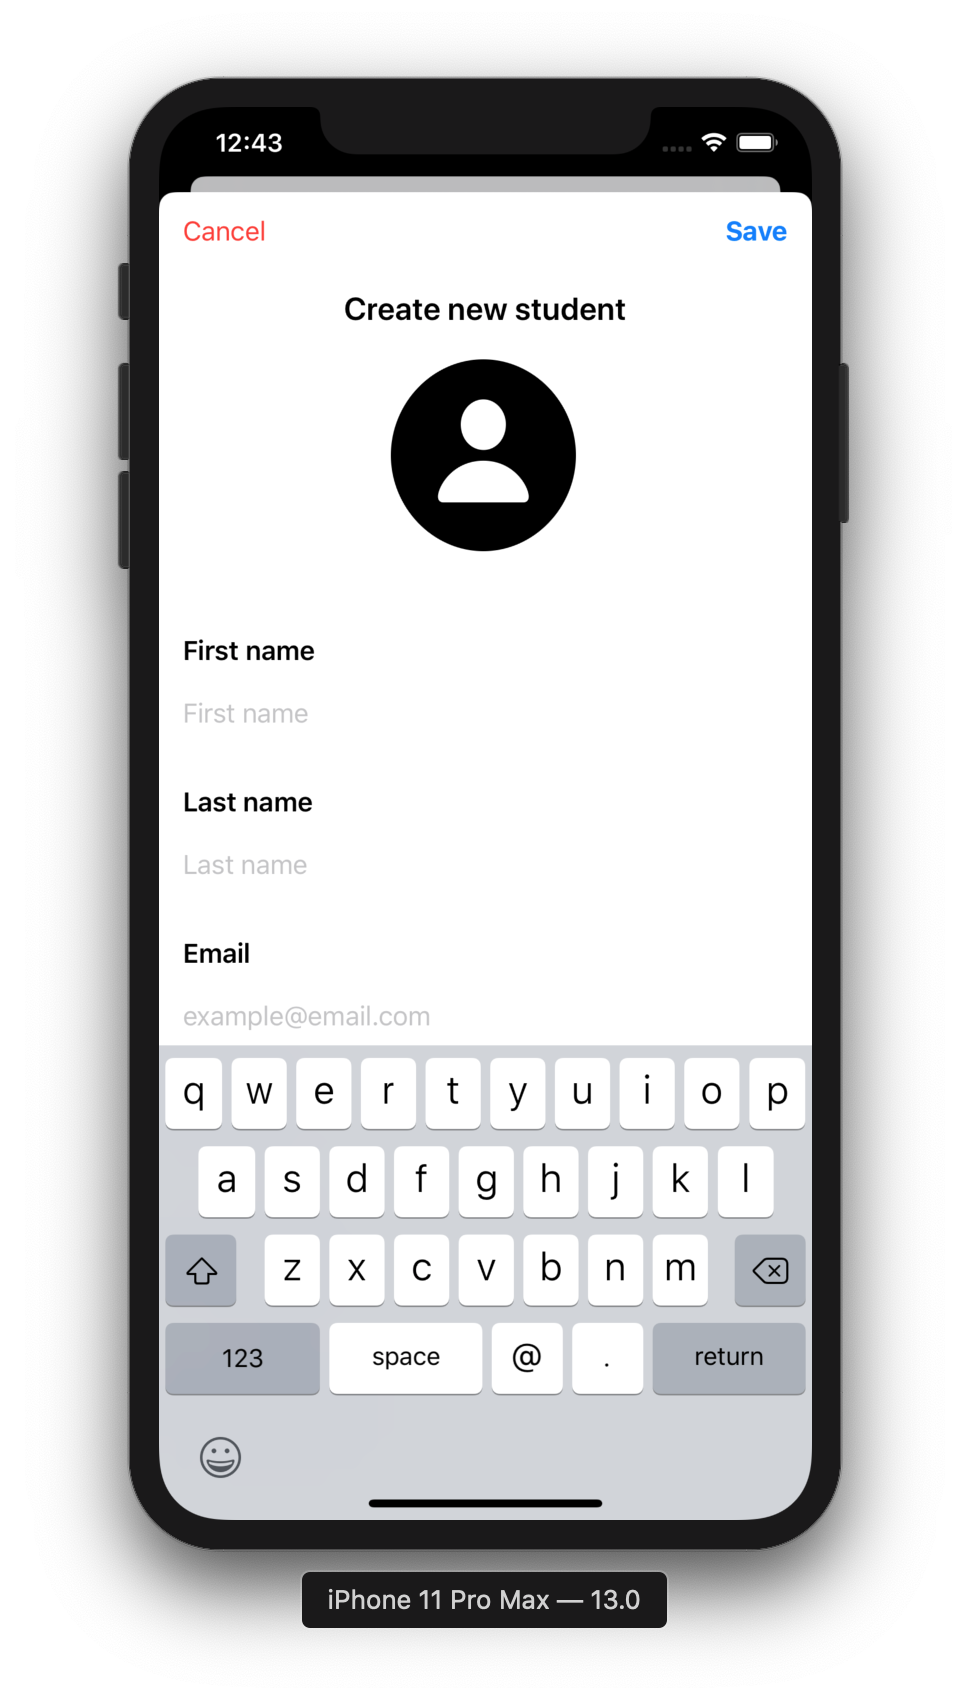 12:43
Cancel Save
Create new student
First name
First name
Last name
Last name
Email
example@email.com
q w e r t y u i o p
a s d f g h j k l
z x c v b n m
123 space @ . return
iPhone 11 Pro Max — 13.0